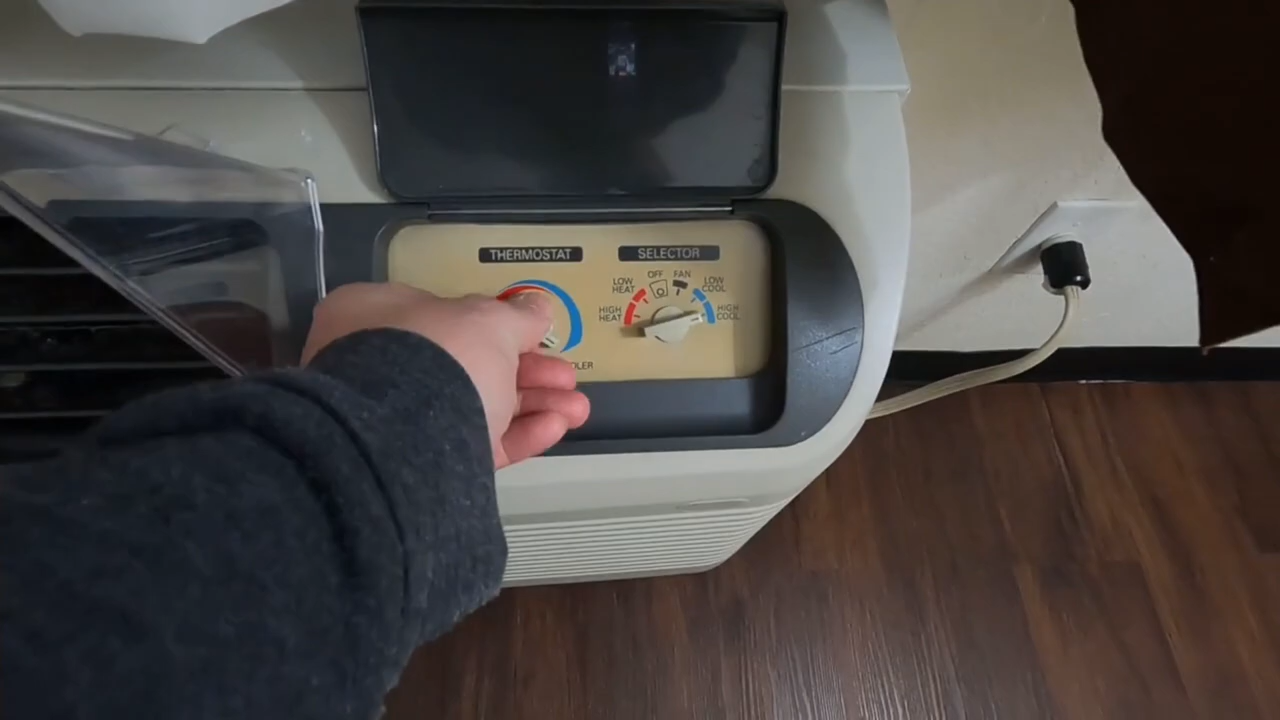 THERMOSTAT
SELECTOR
OFF FAN
LOW HEAT
LOW COOL
HIGH HEAT
HIGH COOL